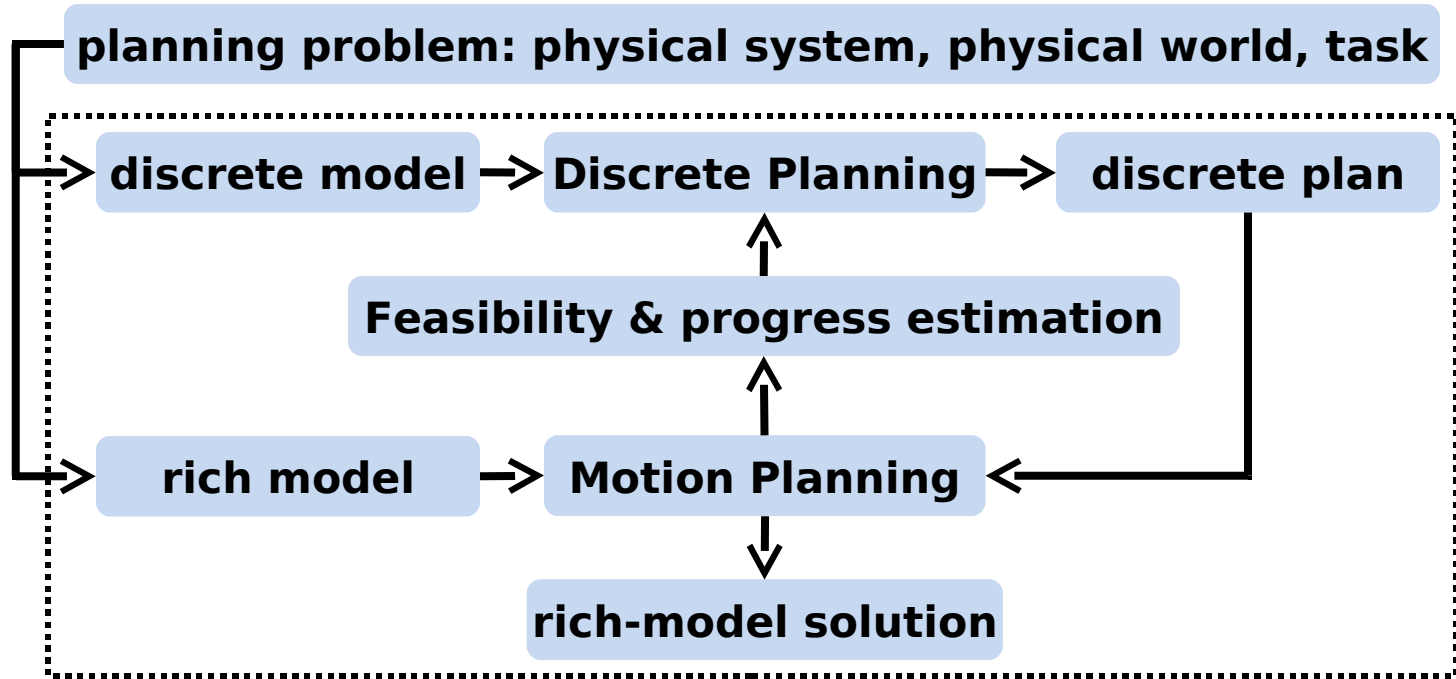 planning problem: physical system, physical world, task
discrete model
Discrete Planning
discrete plan
Feasibility & progress estimation
rich model
Motion Planning
rich-model solution